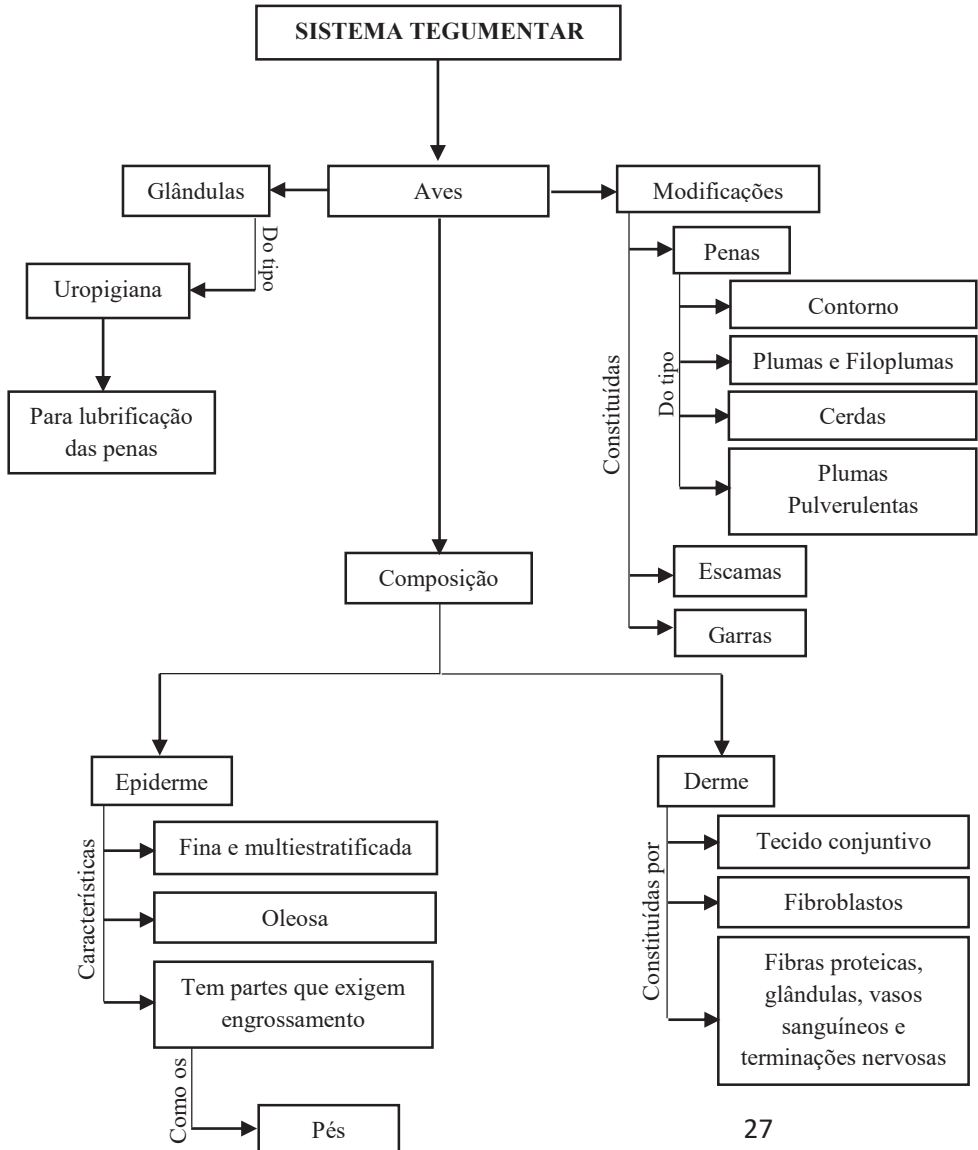 SISTEMA TEGUMENTAR
Glândulas
Aves
Modificações
Do tipo
Uropigiana
Para lubrificação
das penas
Constituídas
Penas
Do tipo
Contorno
Plumas e Filoplumas
Cerdas
Plumas
Pulverulentas
Escamas
Garras
Composição
Epiderme
Características
Fina e multiestratificada
Oleosa
Tem partes que exigem
engrossamento
Como os
Pés
Derme
Constituídas por
Tecido conjuntivo
Fibroblastos
Fibras proteicas,
glândulas, vasos
sanguíneos e
terminações nervosas
27